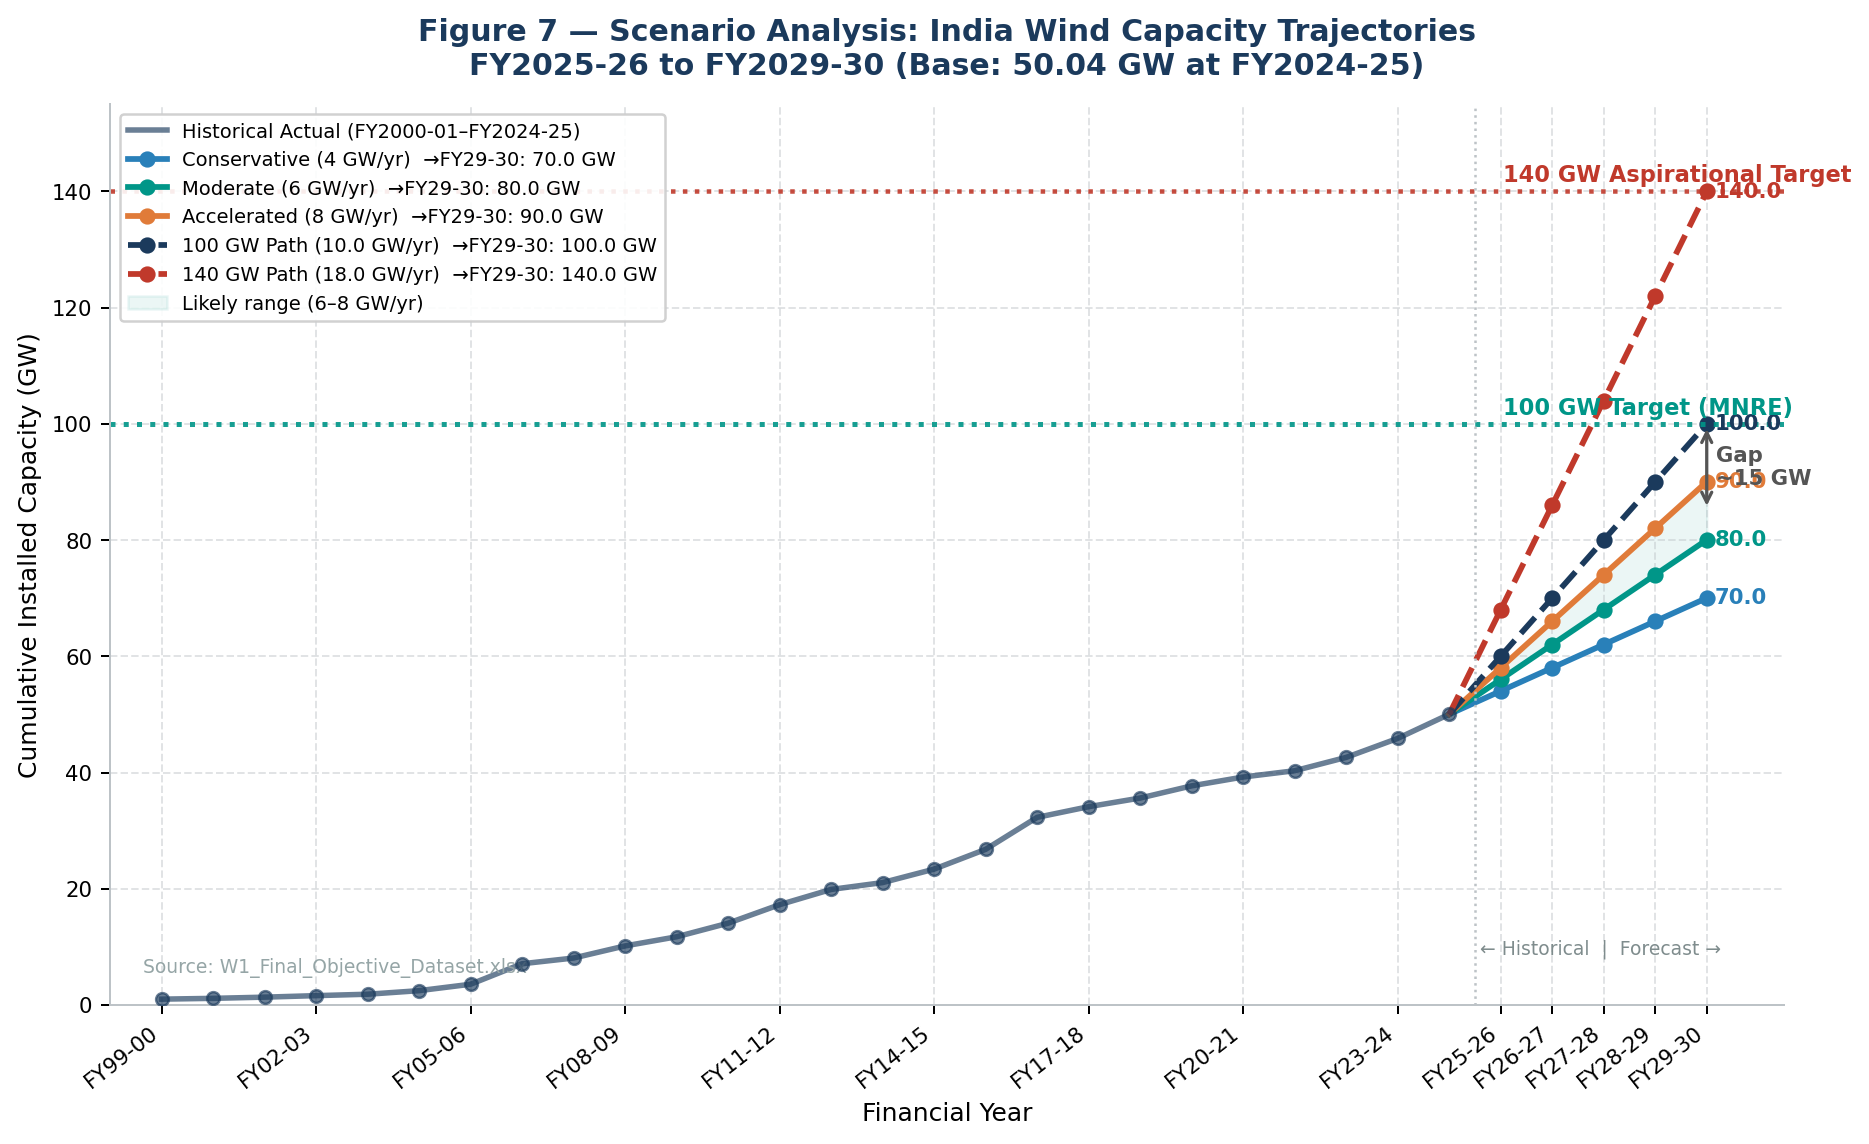 Figure 7 — Scenario Analysis: India Wind Capacity Trajectories
FY2025-26 to FY2029-30 (Base: 50.04 GW at FY2024-25)
Historical Actual (FY2000-01–FY2024-25)
Conservative (4 GW/yr) →FY29-30: 70.0 GW
Moderate (6 GW/yr) →FY29-30: 80.0 GW
Accelerated (8 GW/yr) →FY29-30: 90.0 GW
100 GW Path (10.0 GW/yr) →FY29-30: 100.0 GW
140 GW Path (18.0 GW/yr) →FY29-30: 140.0 GW
Likely range (6–8 GW/yr)
140 GW Aspirational Target
140.0
100 GW Target (MNRE)
100.0
Gap
~15 GW
90.0
80.0
70.0
← Historical | Forecast →
Source: W1_Final_Objective_Dataset.xlsx
Cumulative Installed Capacity (GW)
140
120
100
80
60
40
20
0
FY99-00
FY02-03
FY05-06
FY08-09
FY11-12
FY14-15
FY17-18
FY20-21
FY23-24
FY25-26
FY26-27
FY27-28
FY28-29
FY29-30
Financial Year